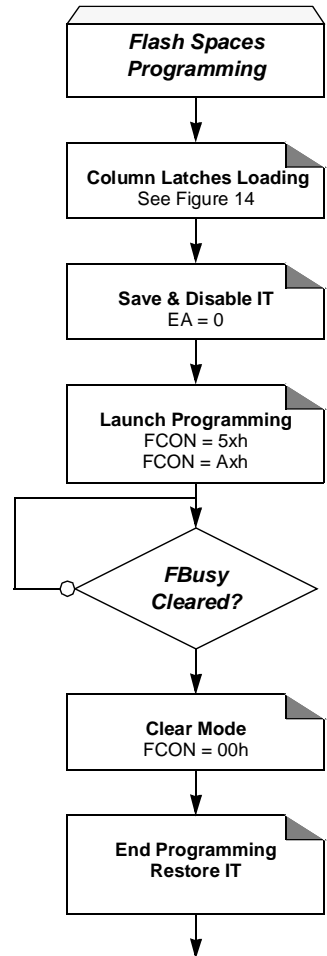 Flash Spaces
Programming
Column Latches Loading
See Figure 14
Save & Disable IT
EA = 0
Launch Programming
FCON = 5xh
FCON = Axh
FBusy
Cleared?
Clear Mode
FCON = 00h
End Programming
Restore IT